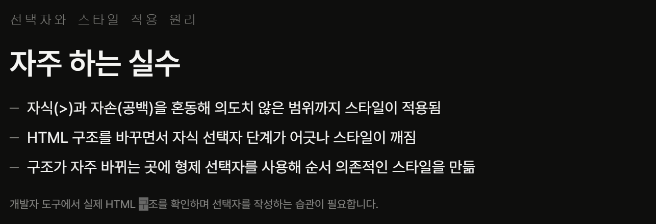 선택자와 스타일 적용 원리
자주 하는 실수
— 자식(>)과 자손(공백)을 혼동해 의도치 않은 범위까지 스타일이 적용됨
— HTML 구조를 바꾸면서 자식 선택자 단계가 어긋나 스타일이 깨짐
— 구조가 자주 바뀌는 곳에 형제 선택자를 사용해 순서 의존적인 스타일을 만듦
개발자 도구에서 실제 HTML 구조를 확인하며 선택자를 작성하는 습관이 필요합니다.